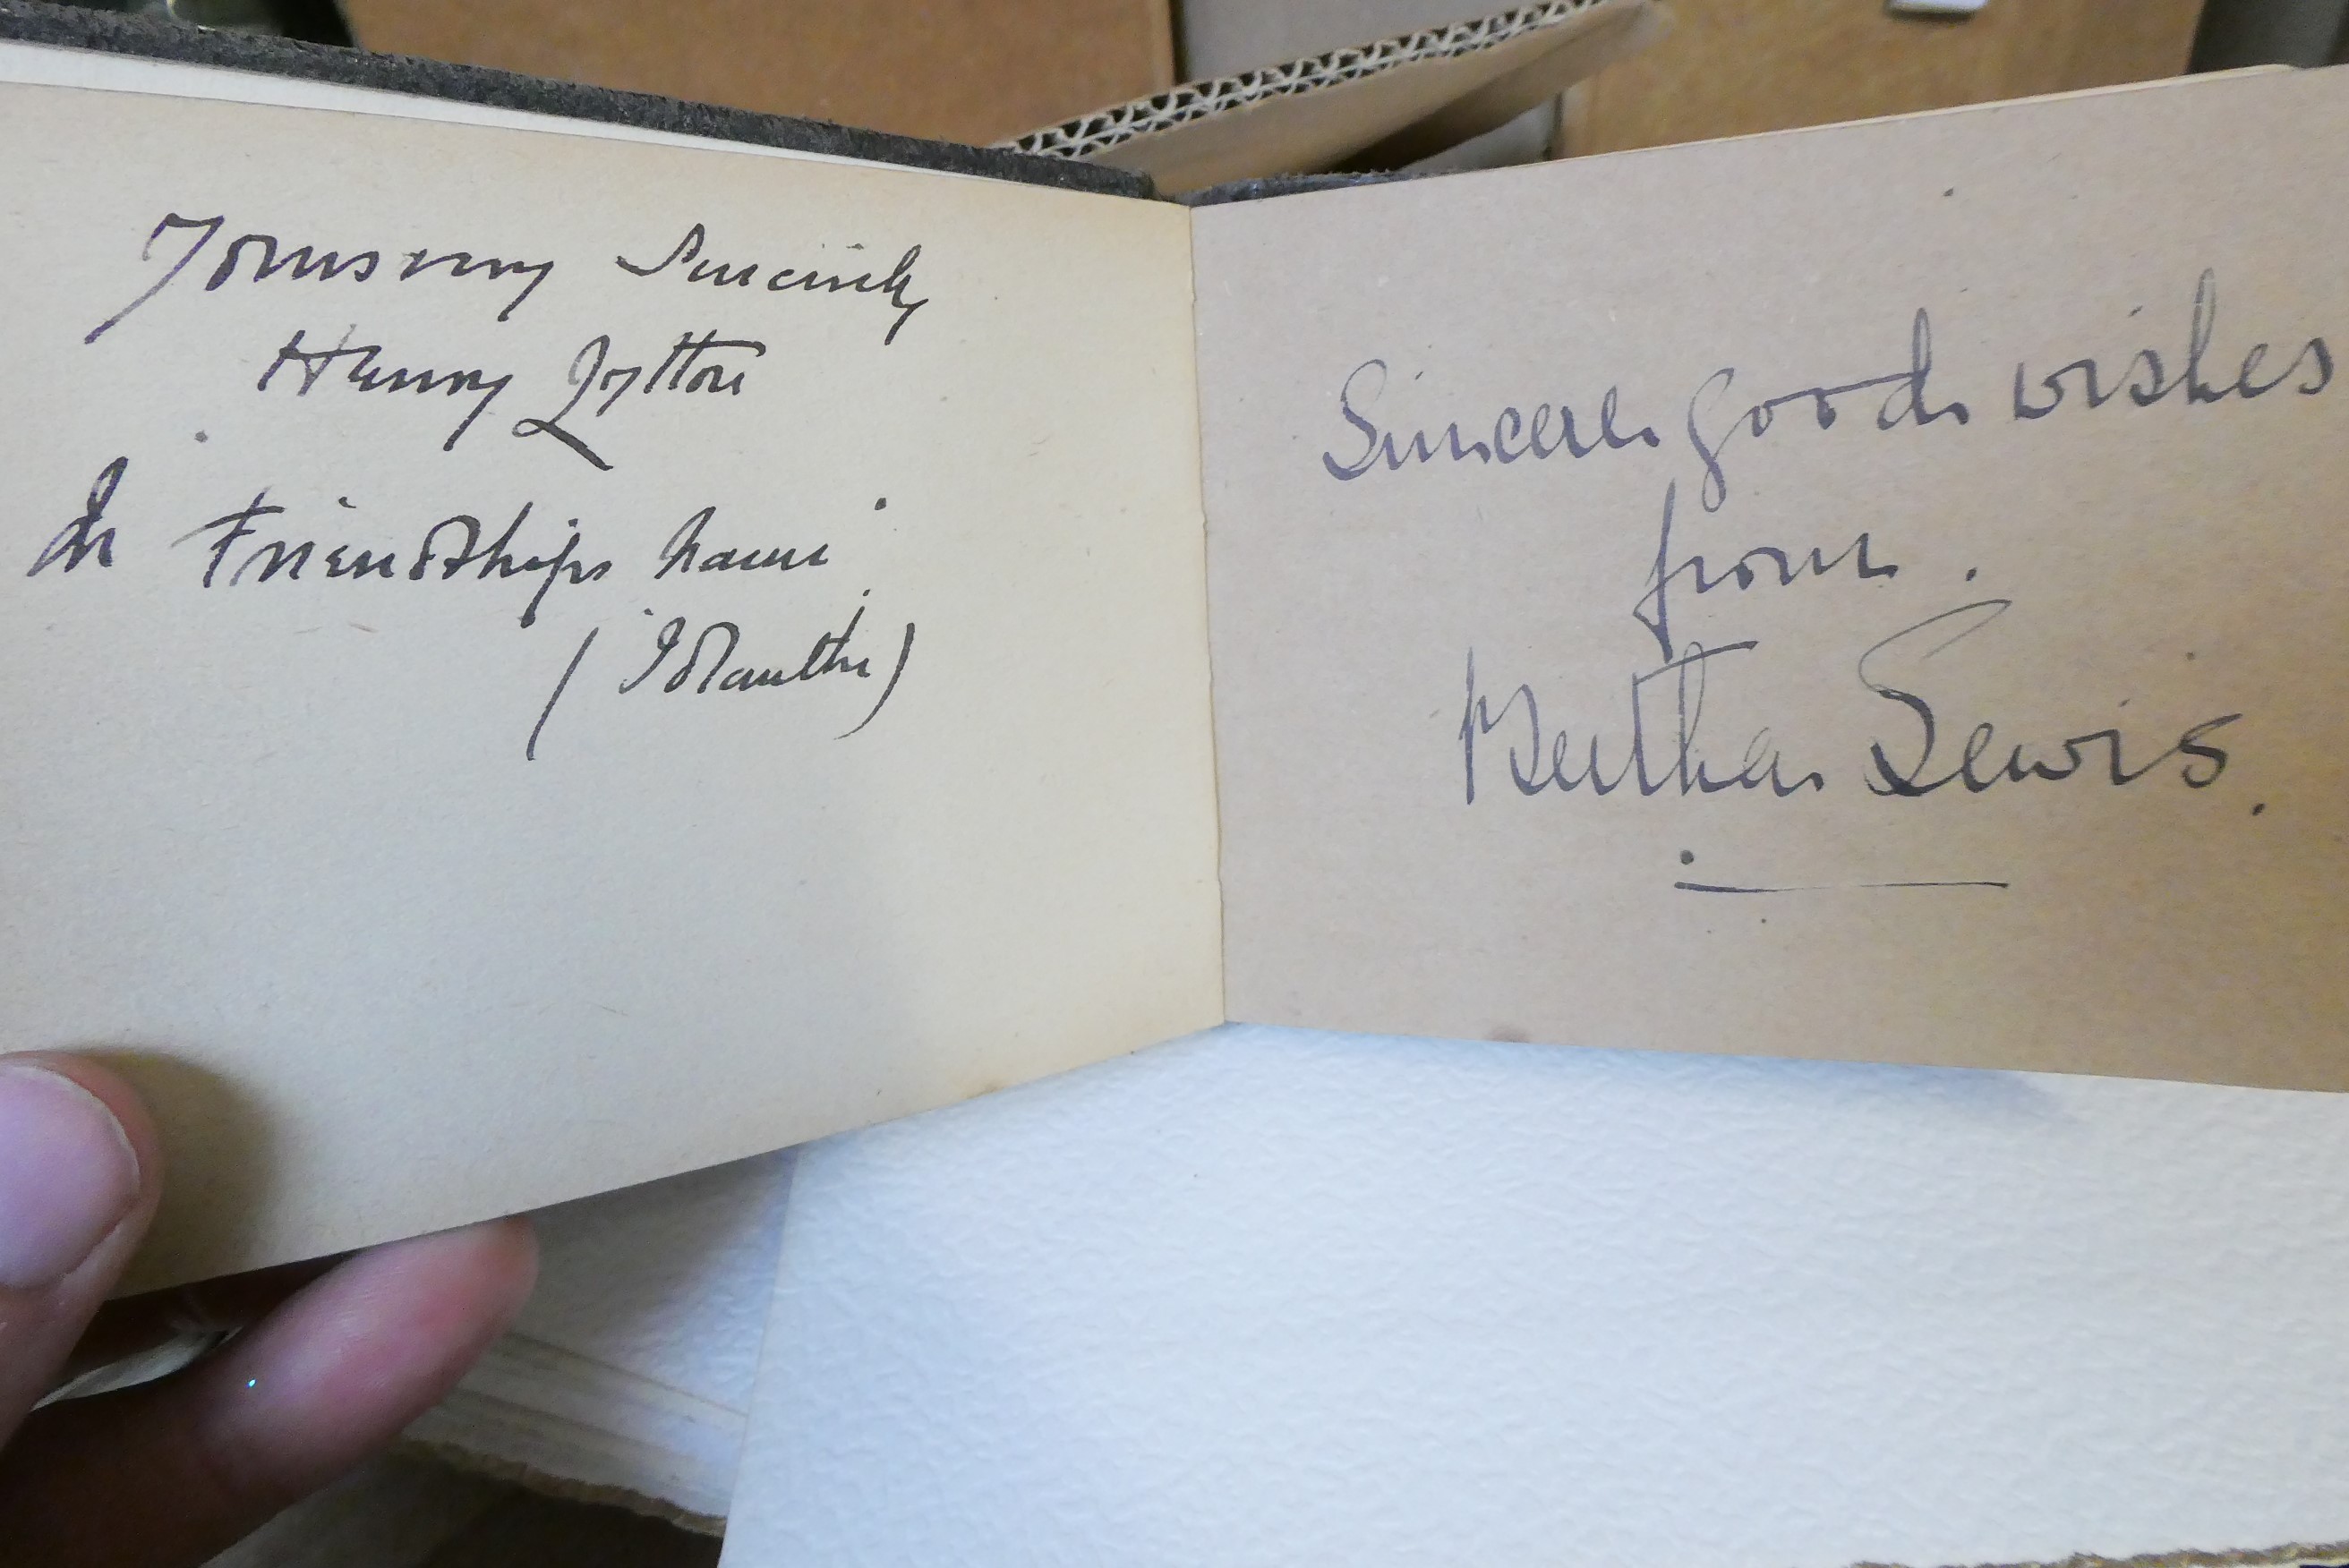 Yours very Sincerely
Henry Lytton
In Friendships name
(Iolanthe)
Sincere good wishes
from
Bertha Lewis.